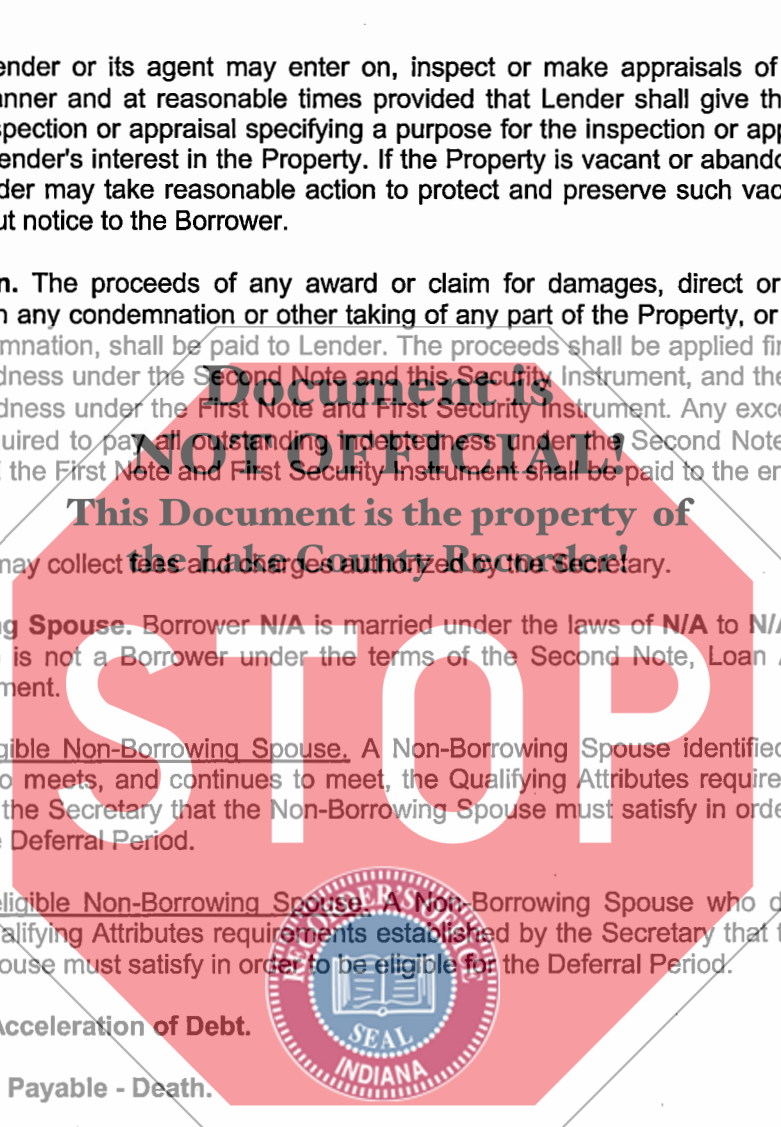 ender or its agent may enter on, inspect or make appraisals of
anner and at reasonable times provided that Lender shall give th
spection or appraisal specifying a purpose for the inspection or app
ender's interest in the Property. If the Property is vacant or abando
der may take reasonable action to protect and preserve such vac
ut notice to the Borrower.
n. The proceeds of any award or claim for damages, direct or
n any condemnation or other taking of any part of the Property, or
mnation, shall be paid to Lender. The proceeds shall be applied fir
dness under the Second Note and this Security Instrument, and the
Document is
dness under the First Note and First Security Instrument. Any exce
uired to pay all outstanding indebtedness under the Second Note
NOT OFFICIAL!
the First Note and First Security Instrument shall be paid to the en
This Document is the property of
the Lake County Recorder!
may collect fees and charges authorized by the Secretary.
ng Spouse. Borrower N/A is married under the laws of N/A to N/A
is not a Borrower under the terms of the Second Note, Loan A
ment.
STOP
gible Non-Borrowing Spouse. A Non-Borrowing Spouse identified
o meets, and continues to meet, the Qualifying Attributes require
the Secretary that the Non-Borrowing Spouse must satisfy in orde
e Deferral Period.
eligible Non-Borrowing Spouse. A Non-Borrowing Spouse who d
alifying Attributes requirements established by the Secretary that t
ouse must satisfy in order to be eligible for the Deferral Period.
RECORDER'S OFFICE
SEAL
INDIANA
Acceleration of Debt.
Payable - Death.